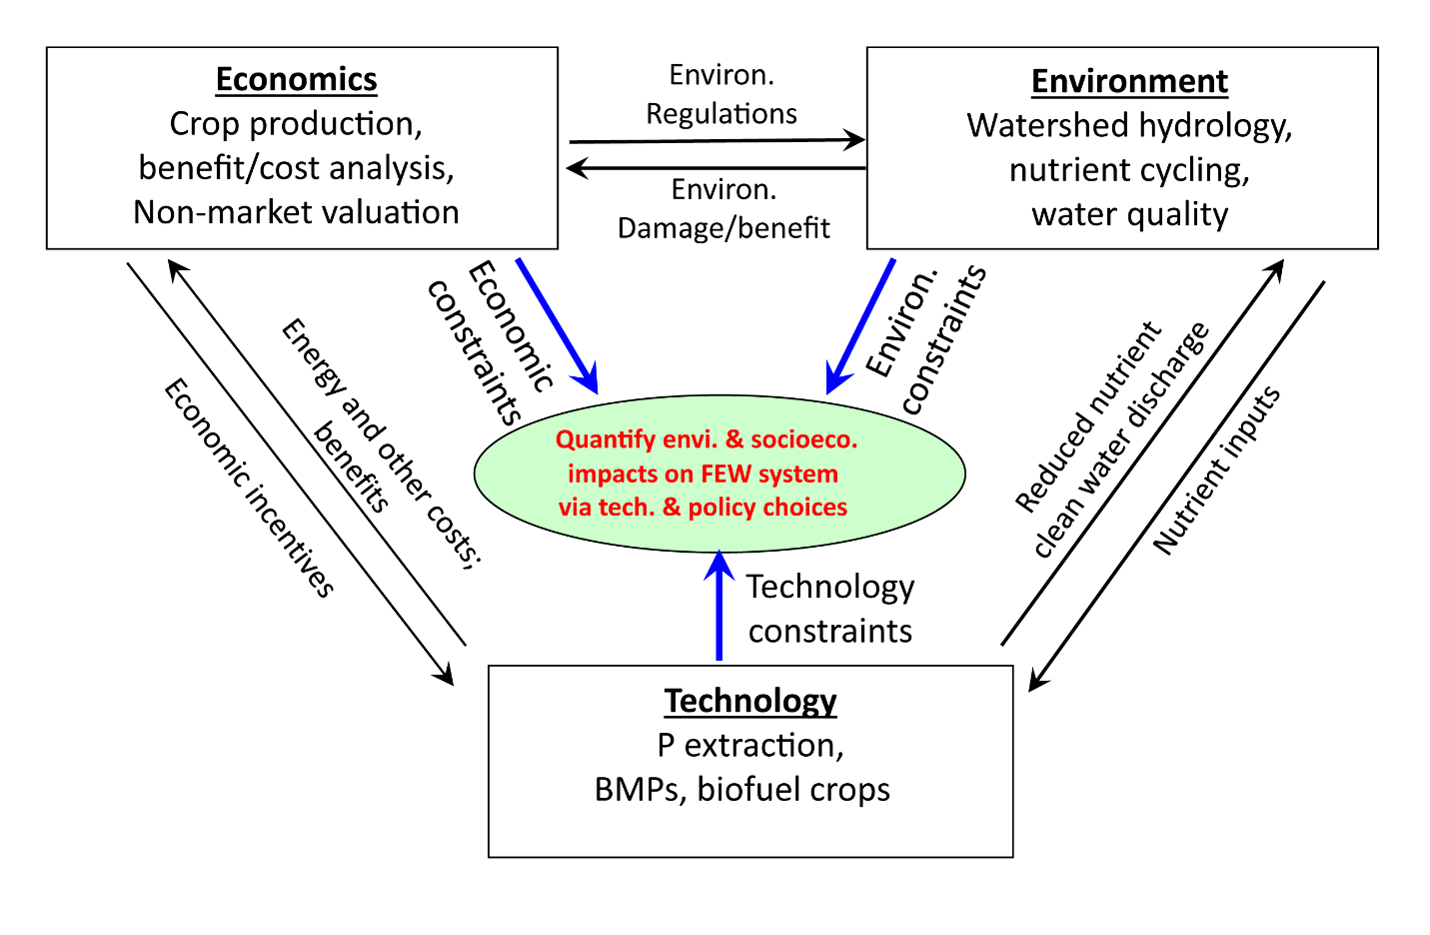 Economics
Crop production,
benefit/cost analysis,
Non-market valuation
Environ.
Regulations
Environ.
Damage/benefit
Environment
Watershed hydrology,
nutrient cycling,
water quality
Economic
constraints
Environ.
constraints
Energy and other costs;
benefits
Economic incentives
Reduced nutrient
clean water discharge
Nutrient inputs
Quantify envi. & socioeco.
impacts on FEW system
via tech. & policy choices
Technology
constraints
Technology
P extraction,
BMPs, biofuel crops